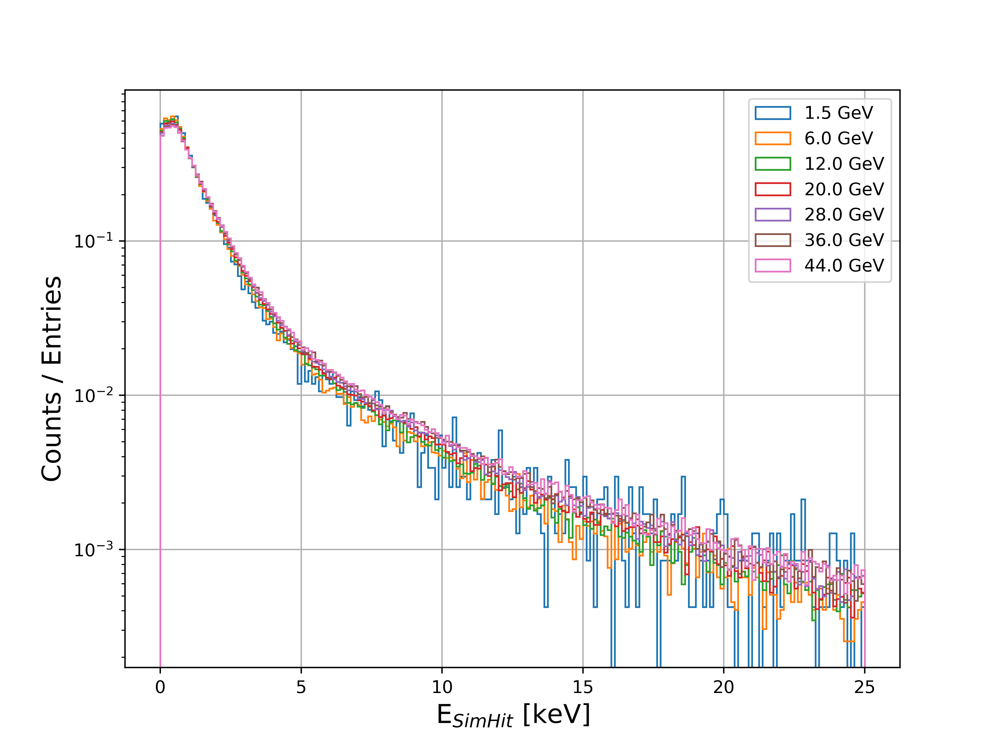 1.5 GeV
6.0 GeV
12.0 GeV
20.0 GeV
28.0 GeV
36.0 GeV
44.0 GeV
Counts / Entries
10⁻¹
10⁻²
10⁻³
0 5 10 15 20 25
E_SimHit [keV]